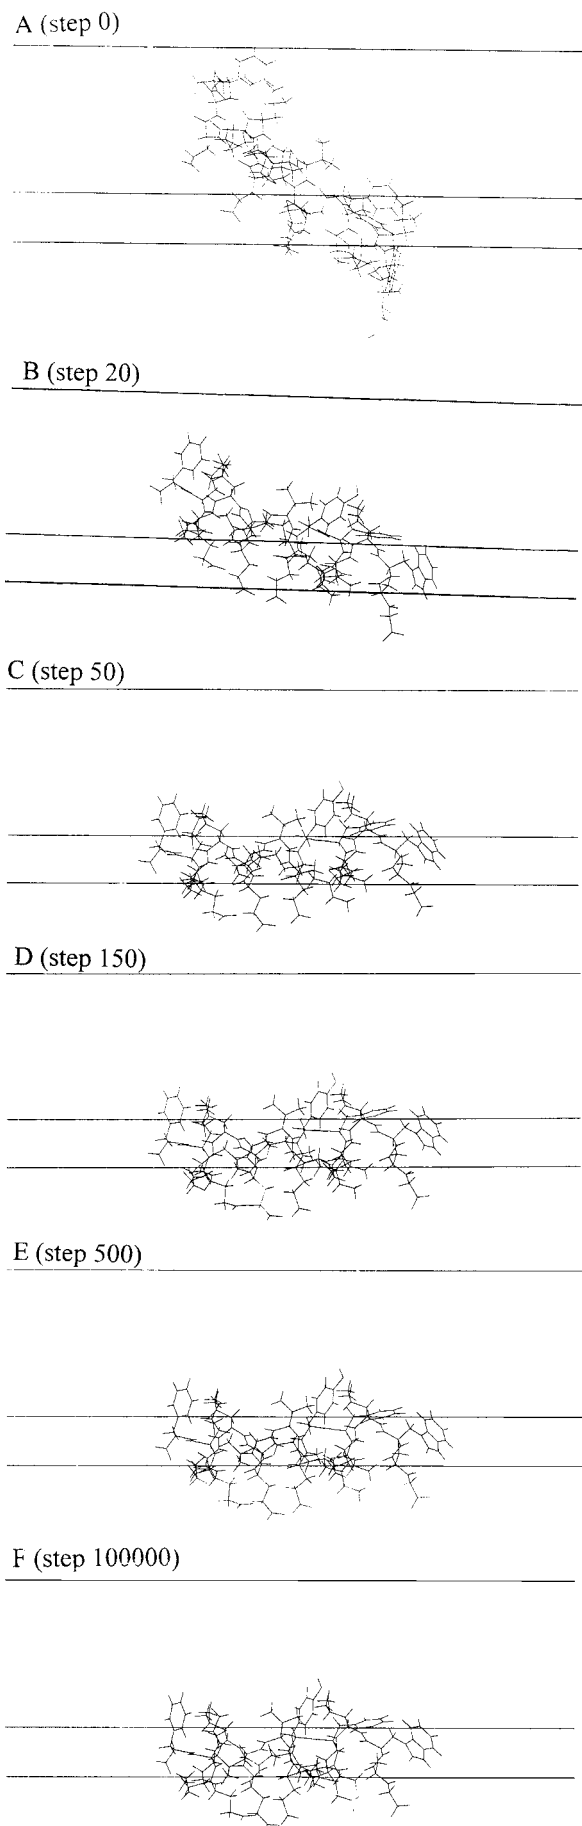 A (step 0)
B (step 20)
C (step 50)
D (step 150)
E (step 500)
F (step 100000)